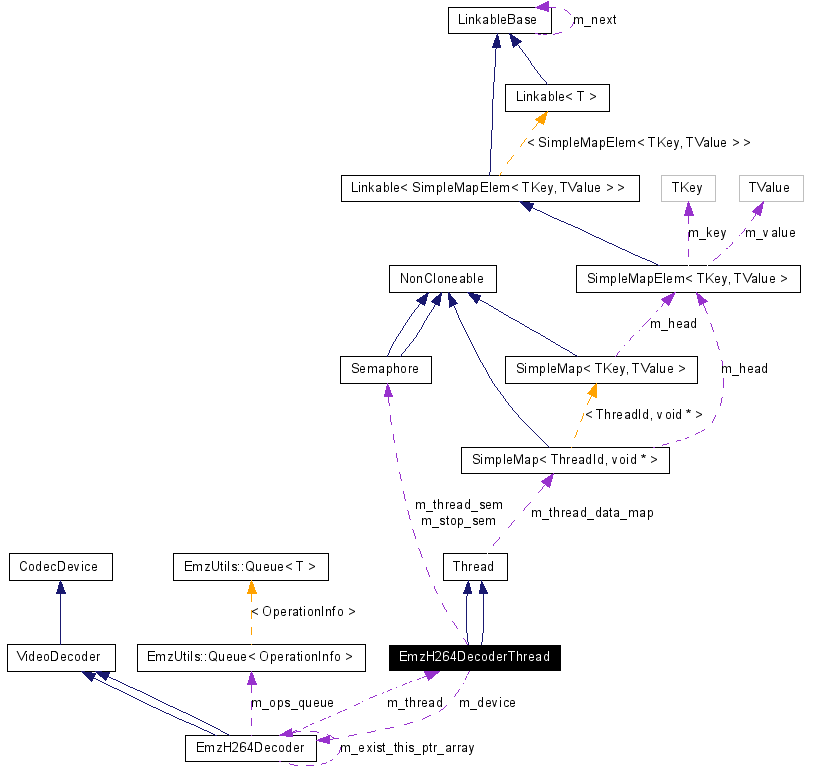 LinkableBase
m_next
Linkable< T >
< SimpleMapElem< TKey, TValue > >
Linkable< SimpleMapElem< TKey, TValue > >
TKey
TValue
m_key
m_value
NonCloneable
SimpleMapElem< TKey, TValue >
m_head
Semaphore
SimpleMap< TKey, TValue >
m_head
< ThreadId, void * >
SimpleMap< ThreadId, void * >
m_thread_sem
m_stop_sem
m_thread_data_map
CodecDevice
EmzUtils::Queue< T >
Thread
< OperationInfo >
VideoDecoder
EmzUtils::Queue< OperationInfo >
EmzH264DecoderThread
m_ops_queue
m_thread
m_device
EmzH264Decoder
m_exist_this_ptr_array